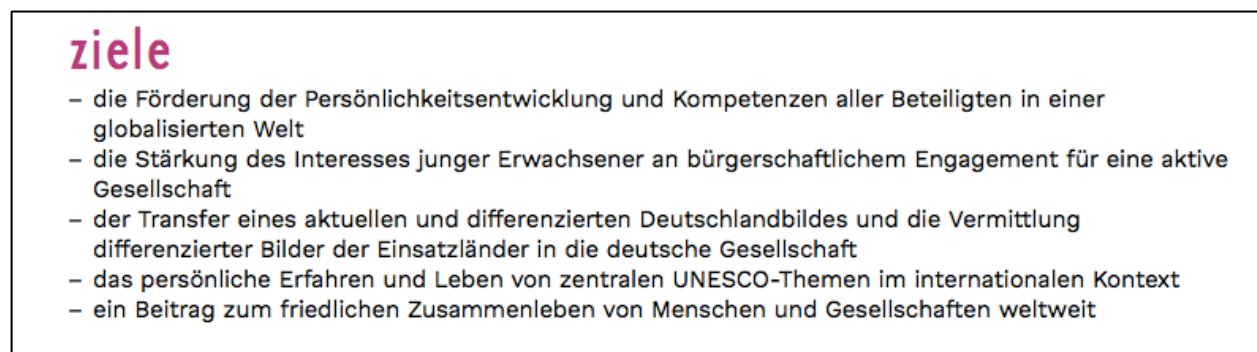 ziele
– die Förderung der Persönlichkeitsentwicklung und Kompetenzen aller Beteiligten in einer
globalisierten Welt
– die Stärkung des Interesses junger Erwachsener an bürgerschaftlichem Engagement für eine aktive
Gesellschaft
– der Transfer eines aktuellen und differenzierten Deutschlandbildes und die Vermittlung
differenzierter Bilder der Einsatzländer in die deutsche Gesellschaft
– das persönliche Erfahren und Leben von zentralen UNESCO-Themen im internationalen Kontext
– ein Beitrag zum friedlichen Zusammenleben von Menschen und Gesellschaften weltweit